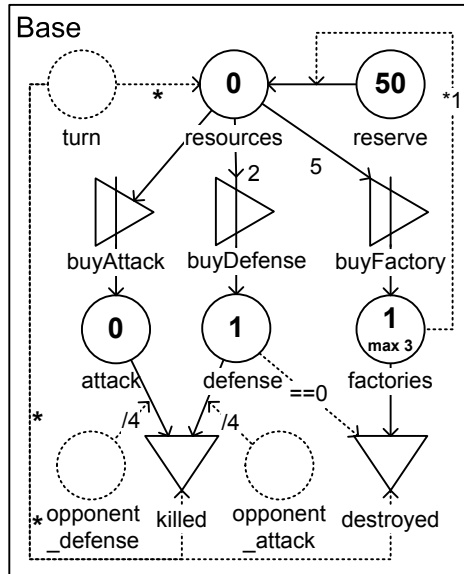 Base
0
50
*
*1
turn
resources
reserve
2
5
buyAttack
buyDefense
buyFactory
0
1
1
max 3
attack
defense
factories
==0
*
/4
/4
*
opponent
_defense
killed
opponent
_attack
destroyed